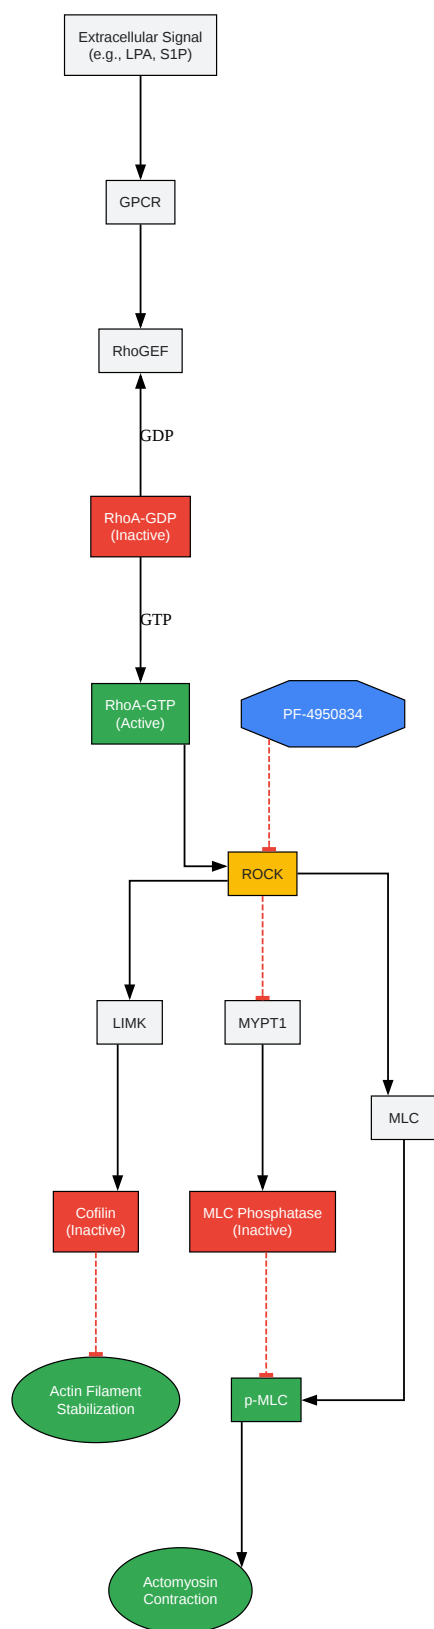 Extracellular Signal
(e.g., LPA, S1P)
GPCR
RhoGEF
GDP
RhoA-GDP
(Inactive)
GTP
RhoA-GTP
(Active)
PF-4950834
ROCK
LIMK
MYPT1
MLC
Cofilin
(Inactive)
MLC Phosphatase
(Inactive)
Actin Filament
Stabilization
p-MLC
Actomyosin
Contraction